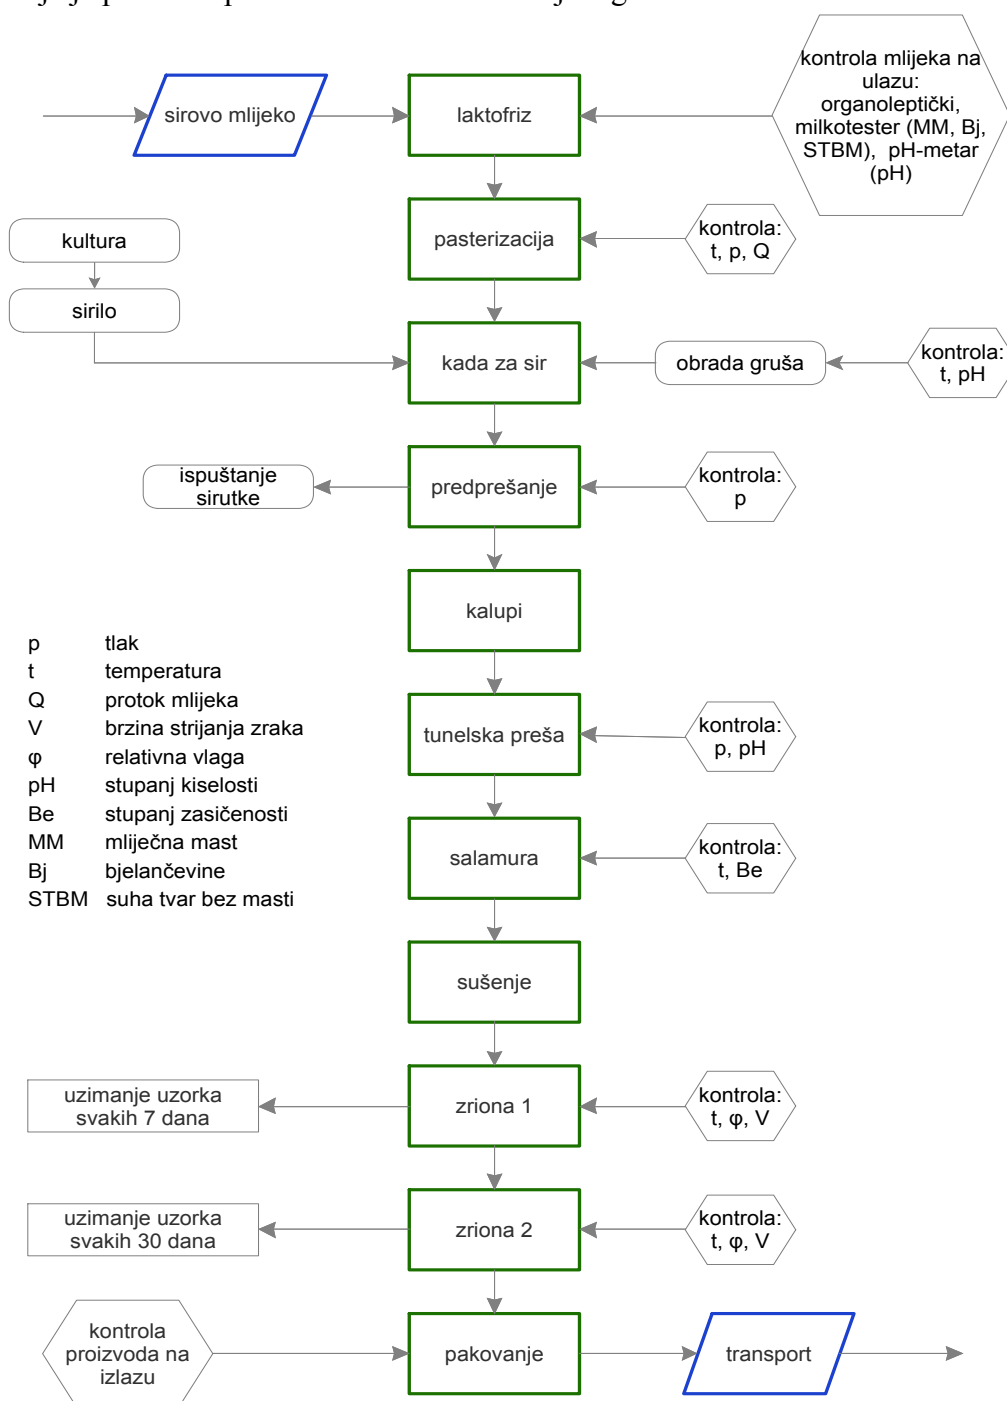 sirovo mlijeko
laktofriz
kontrola mlijeka na
ulazu:
organoleptički,
milkotester (MM, Bj,
STBM), pH-metar
(pH)
pasterizacija
kontrola:
t, p, Q
kultura
sirilo
kada za sir
obrada gruša
kontrola:
t, pH
ispuštanje
sirutke
predprešanje
kontrola:
p
kalupi
p tlak
t temperatura
Q protok mlijeka
V brzina strijanja zraka
φ relativna vlaga
pH stupanj kiselosti
Be stupanj zasičenosti
MM mliječna mast
Bj bjelančevine
STBM suha tvar bez masti
tunelska preša
kontrola:
p, pH
salamura
kontrola:
t, Be
sušenje
uzimanje uzorka
svakih 7 dana
zriona 1
kontrola:
t, φ, V
uzimanje uzorka
svakih 30 dana
zriona 2
kontrola:
t, φ, V
kontrola
proizvoda na
izlazu
pakovanje
transport